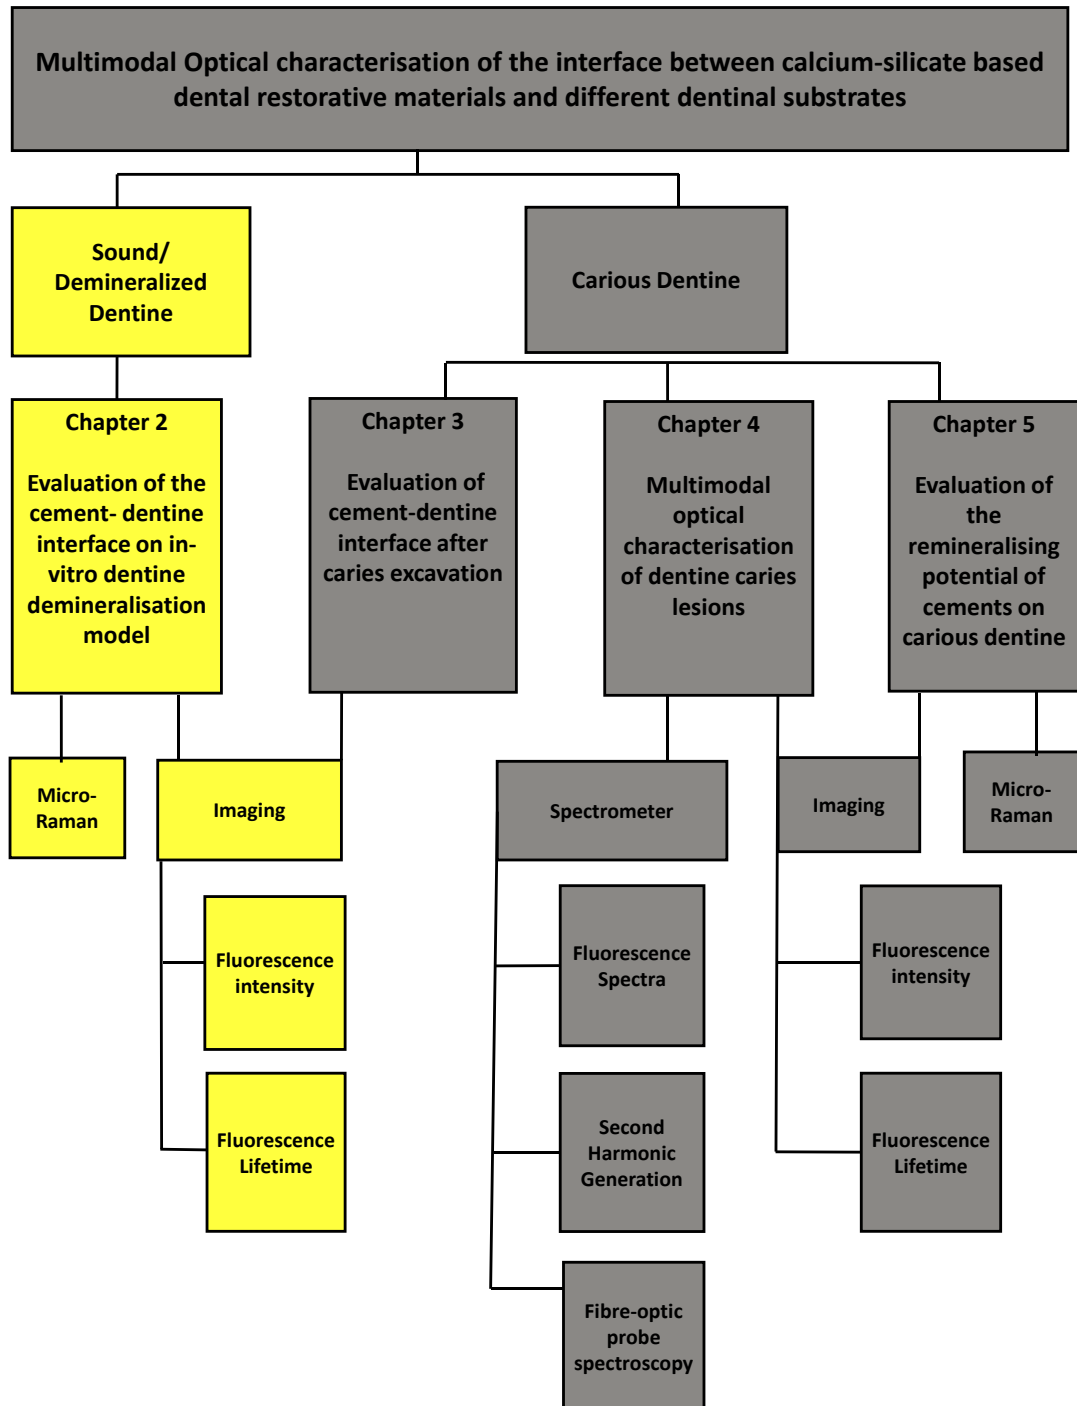 Multimodal Optical characterisation of the interface between calcium-silicate based
dental restorative materials and different dentinal substrates
Sound/
Demineralized
Dentine
Carious Dentine
Chapter 2
Evaluation of the
cement- dentine
interface on in-
vitro dentine
demineralisation
model
Chapter 3
Evaluation of
cement-dentine
interface after
caries excavation
Chapter 4
Multimodal
optical
characterisation
of dentine caries
lesions
Chapter 5
Evaluation of
the
remineralising
potential of
cements on
carious dentine
Micro-
Raman
Imaging
Spectrometer
Imaging
Micro-
Raman
Fluorescence
intensity
Fluorescence
Spectra
Fluorescence
intensity
Fluorescence
Lifetime
Second
Harmonic
Generation
Fluorescence
Lifetime
Fibre-optic
probe
spectroscopy